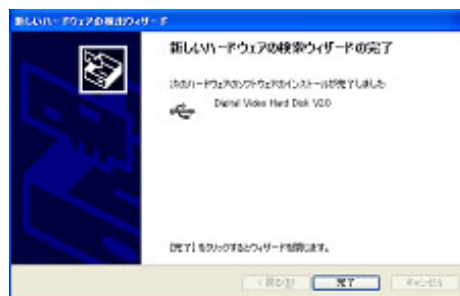 新しいハードウェアの検出ウィザード
新しいハードウェアの検索ウィザードの完了
次のハードウェアのソフトウェアのインストールが完了しました:
Digital Video Hard Disk V2.0
[完了] をクリックするとウィザードを閉じます。
< 戻る(B)
完了
キャンセル